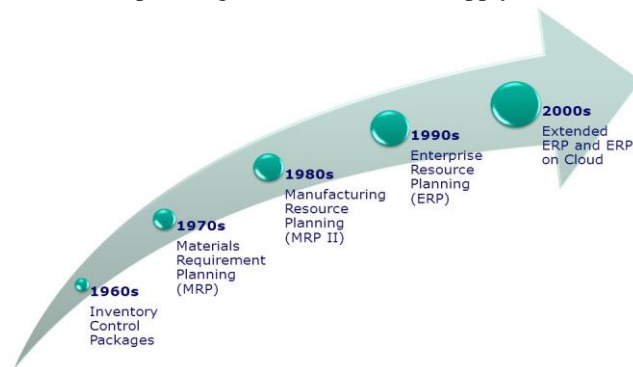 1960s
Inventory
Control
Packages
1970s
Materials
Requirement
Planning
(MRP)
1980s
Manufacturing
Resource
Planning
(MRP II)
1990s
Enterprise
Resource
Planning
(ERP)
2000s
Extended
ERP and ERP
on Cloud